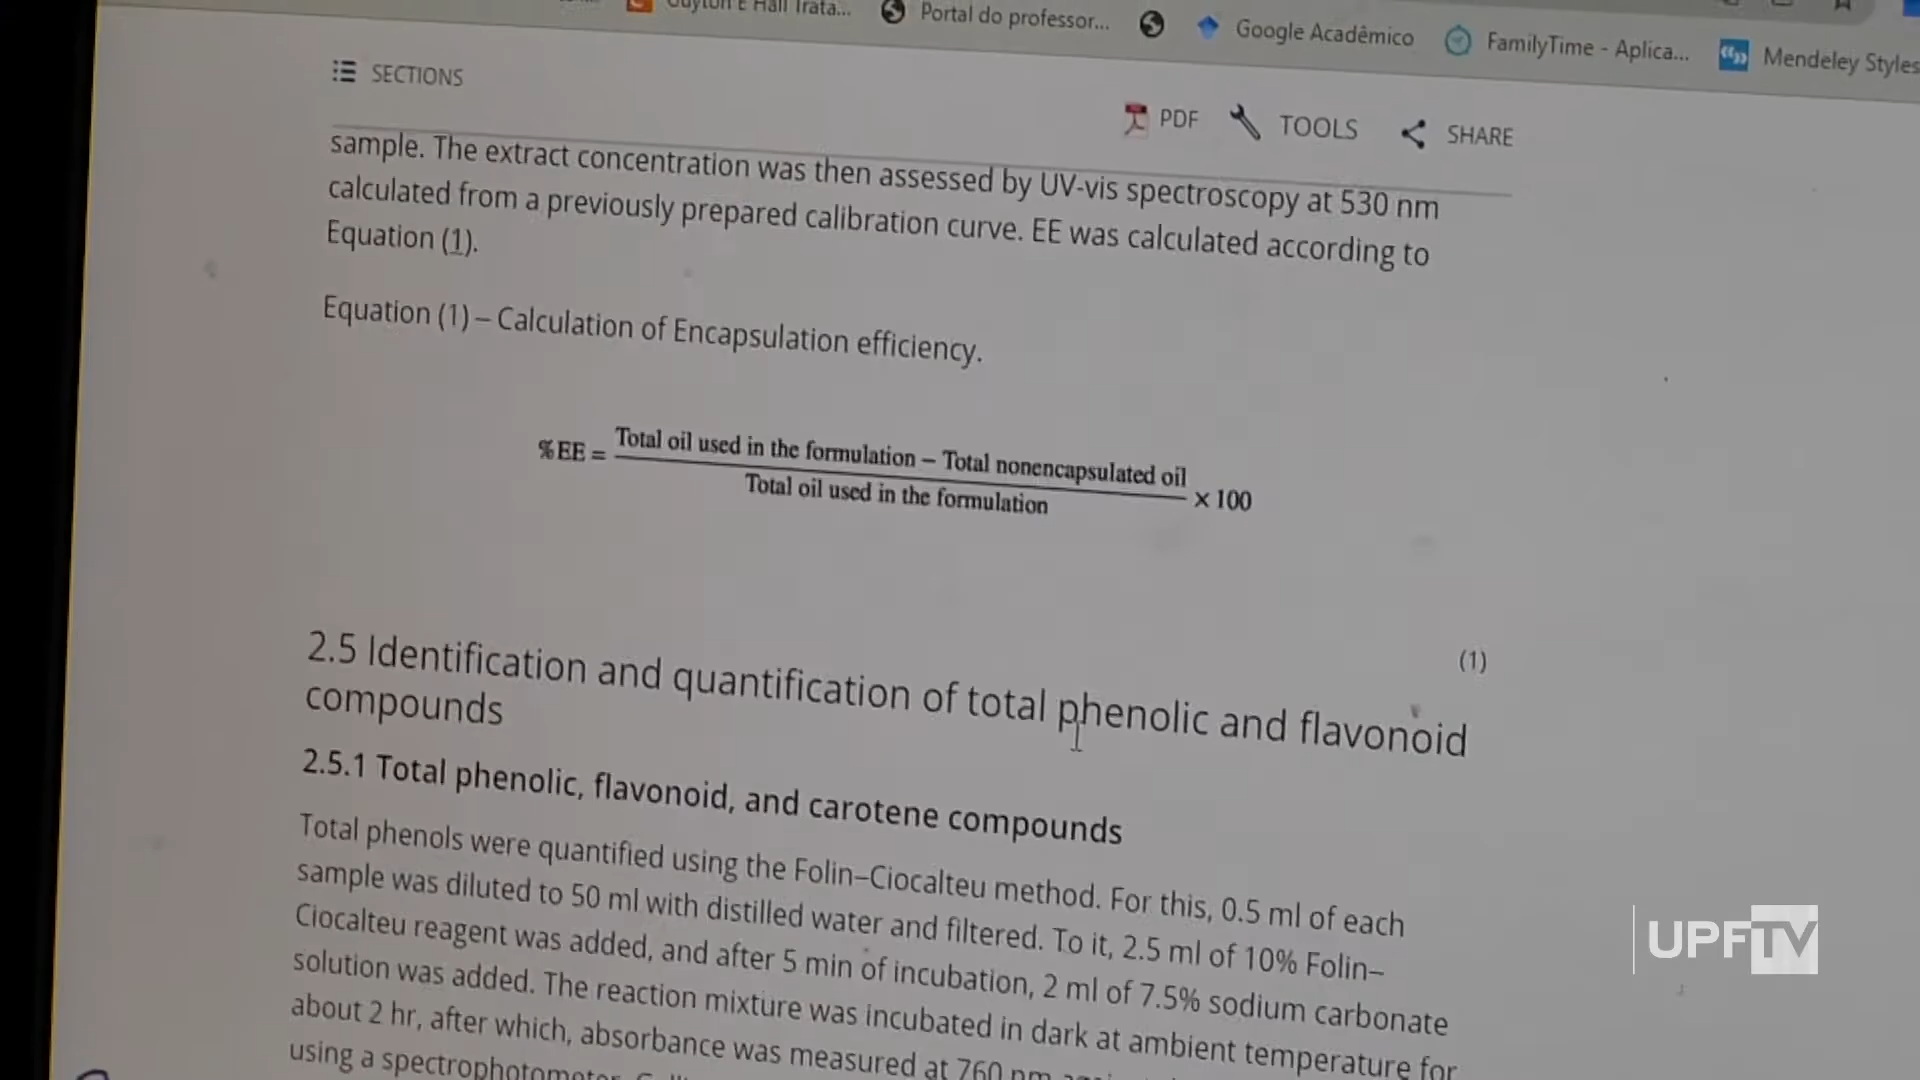 Guyton E Hall Trata... Portal do professor... Google Acadêmico FamilyTime - Aplica... Mendeley Styles
SECTIONS
PDF TOOLS SHARE
sample. The extract concentration was then assessed by UV-vis spectroscopy at 530 nm
calculated from a previously prepared calibration curve. EE was calculated according to
Equation (1).
Equation (1) – Calculation of Encapsulation efficiency.
%EE = Total oil used in the formulation – Total nonencapsulated oil
Total oil used in the formulation × 100
(1)
2.5 Identification and quantification of total phenolic and flavonoid
compounds
2.5.1 Total phenolic, flavonoid, and carotene compounds
Total phenols were quantified using the Folin–Ciocalteu method. For this, 0.5 ml of each
sample was diluted to 50 ml with distilled water and filtered. To it, 2.5 ml of 10% Folin–
Ciocalteu reagent was added, and after 5 min of incubation, 2 ml of 7.5% sodium carbonate
solution was added. The reaction mixture was incubated in dark at ambient temperature for
about 2 hr, after which, absorbance was measured at 760 nm
using a spectrophotometer.
UPFTV